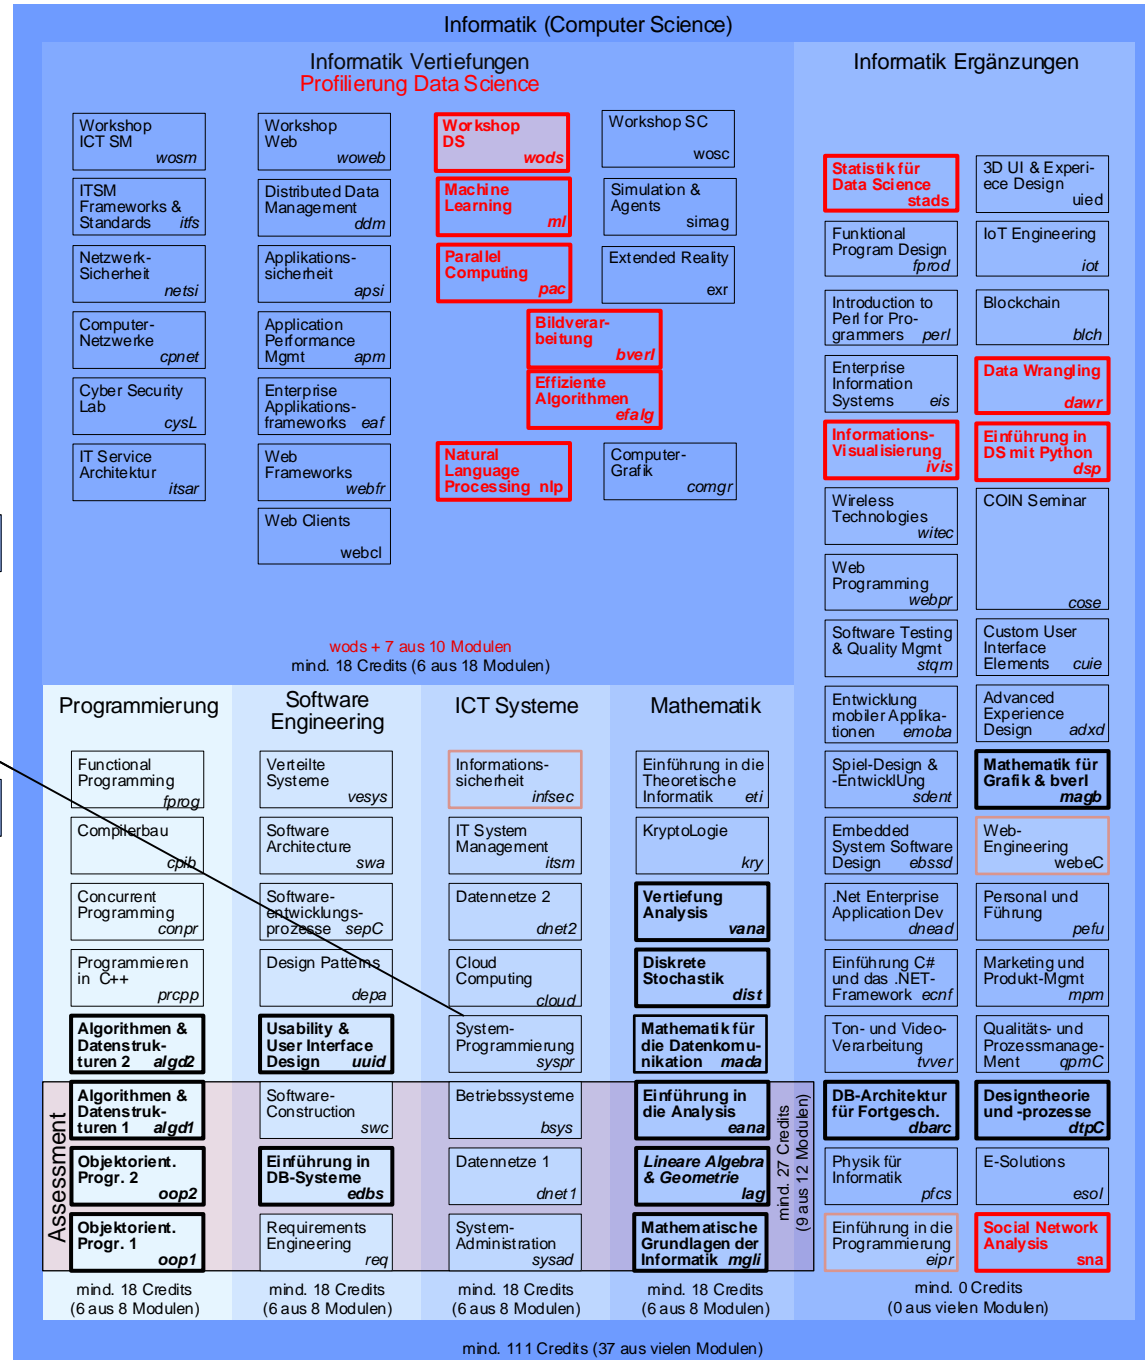 Informatik (Computer Science)
Informatik Vertiefungen
Profilierung Data Science
Workshop
ICT SM
wosm
ITSM
Frameworks &
Standards itfs
Netzwerk-
Sicherheit
netsi
Computer-
Netzwerke
cpnet
Cyber Security
Lab
cysL
IT Service
Architektur
itsar
Workshop
Web
woweb
Distributed Data
Management
ddm
Applikations-
sicherheit
apsi
Application
Performance
Mgmt apm
Enterprise
Applikations-
frameworks eaf
Web
Frameworks
webfr
Web Clients
webcl
Workshop
DS
wods
Machine
Learning
ml
Parallel
Computing
pac
Bildverar-
beitung
bverl
Effiziente
Algorithmen
efalg
Natural
Language
Processing nlp
Workshop SC
wosc
Simulation &
Agents
simag
Extended Reality
exr
Computer-
Grafik
comgr
wods + 7 aus 10 Modulen
mind. 18 Credits (6 aus 18 Modulen)
Informatik Ergänzungen
Statistik für
Data Science
stads
Funktional
Program Design
fprod
Introduction to
Perl for Pro-
grammers perl
Enterprise
Information
Systems eis
Informations-
Visualisierung
ivis
Wireless
Technologies
witec
Web
Programming
webpr
Software Testing
& Quality Mgmt
stqm
Entwicklung
mobiler Applika-
tionen emoba
Spiel-Design &
-EntwicklUng
sdent
Embedded
System Software
Design ebssd
.Net Enterprise
Application Dev
dnead
Einführung C#
und das .NET-
Framework ecnf
Ton- und Video-
Verarbeitung
tvver
DB-Architektur
für Fortgesch.
dbarc
Physik für
Informatik
pfcs
Einführung in die
Programmierung
eipr
3D UI & Experi-
ece Design
uied
IoT Engineering
iot
Blockchain
blch
Data Wrangling
dawr
Einführung in
DS mit Python
dsp
COIN Seminar
cose
Custom User
Interface
Elements cuie
Advanced
Experience
Design adxd
Mathematik für
Grafik & bverl
magb
Web-
Engineering
webeC
Personal und
Führung
pefu
Marketing und
Produkt-Mgmt
mpm
Qualitäts- und
Prozessmanage-
Ment qpmC
Designtheorie
und -prozesse
dtpC
E-Solutions
esol
Social Network
Analysis
sna
mind. 0 Credits
(0 aus vielen Modulen)
Programmierung
Functional
Programming
fprog
Compilerbau
cpib
Concurrent
Programming
conpr
Programmieren
in C++
prcpp
Algorithmen &
Datenstruk-
turen 2 algd2
Algorithmen &
Datenstruk-
turen 1 algd1
Objektorient.
Progr. 2
oop2
Objektorient.
Progr. 1
oop1
mind. 18 Credits
(6 aus 8 Modulen)
Software
Engineering
Verteilte
Systeme
vesys
Software
Architecture
swa
Software-
entwicklungs-
prozesse sepC
Design Patterns
depa
Usability &
User Interface
Design uuid
Software-
Construction
swc
Einführung in
DB-Systeme
edbs
Requirements
Engineering
req
mind. 18 Credits
(6 aus 8 Modulen)
ICT Systeme
Informations-
sicherheit
infsec
IT System
Management
itsm
Datennetze 2
dnet2
Cloud
Computing
cloud
System-
Programmierung
syspr
Betriebssysteme
bsys
Datennetze 1
dnet1
System-
Administration
sysad
mind. 18 Credits
(6 aus 8 Modulen)
Mathematik
Einführung in die
Theoretische
Informatik eti
KryptoLogie
kry
Vertiefung
Analysis
vana
Diskrete
Stochastik
dist
Mathematik für
die Datenkomu-
nikation mada
Einführung in
die Analysis
eana
Lineare Algebra
& Geometrie
lag
Mathematische
Grundlagen der
Informatik mgli
mind. 18 Credits
(6 aus 8 Modulen)
Assessment
mind. 27 Credits
(9 aus 12 Modulen)
mind. 111 Credits (37 aus vielen Modulen)